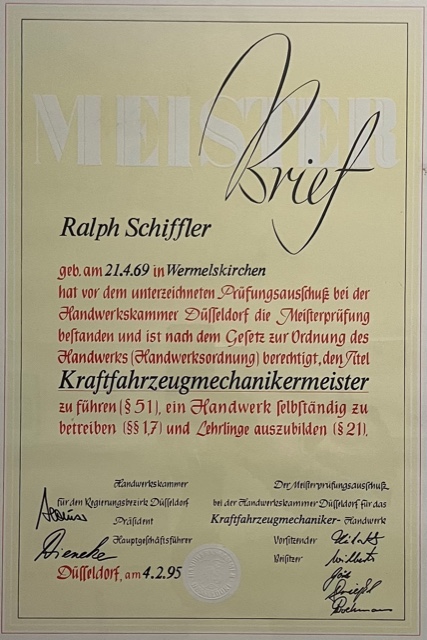 MEISTER
Brief
Ralph Schiffler
geb. am 21.4.69 in Wermelskirchen
hat vor dem unterzeichneten Prüfungsausschuß bei der
Handwerkskammer Düsseldorf die Meisterprüfung
bestanden und ist nach dem Gesetz zur Ordnung des
Handwerks (Handwerksordnung) berechtigt, den Titel
Kraftfahrzeugmechanikermeister
zu führen (§ 51), ein Handwerk selbständig zu
betreiben (§§ 1,7) und Lehrlinge auszubilden (§ 21).
Handwerkskammer
für den Regierungsbezirk Düsseldorf
Präsident
Hauptgeschäftsführer
Düsseldorf, am 4.2.95
Der Meisterprüfungsausschuß
bei der Handwerkskammer Düsseldorf für das
Kraftfahrzeugmechaniker- Handwerk
Vorsitzender
Beisitzer